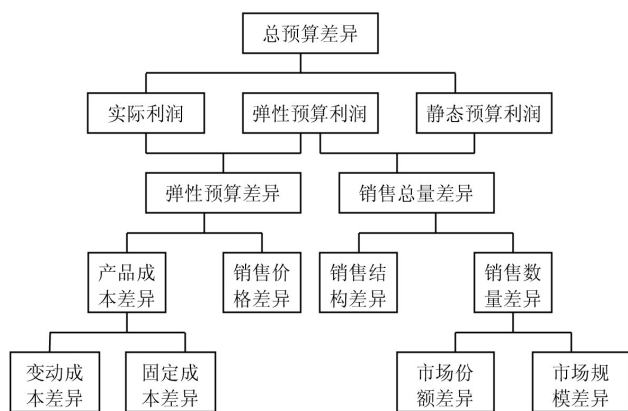 总预算差异
实际利润
弹性预算利润
静态预算利润
弹性预算差异
销售总量差异
产品成
本差异
销售价
格差异
销售结
构差异
销售数
量差异
变动成
本差异
固定成
本差异
市场份
额差异
市场规
模差异